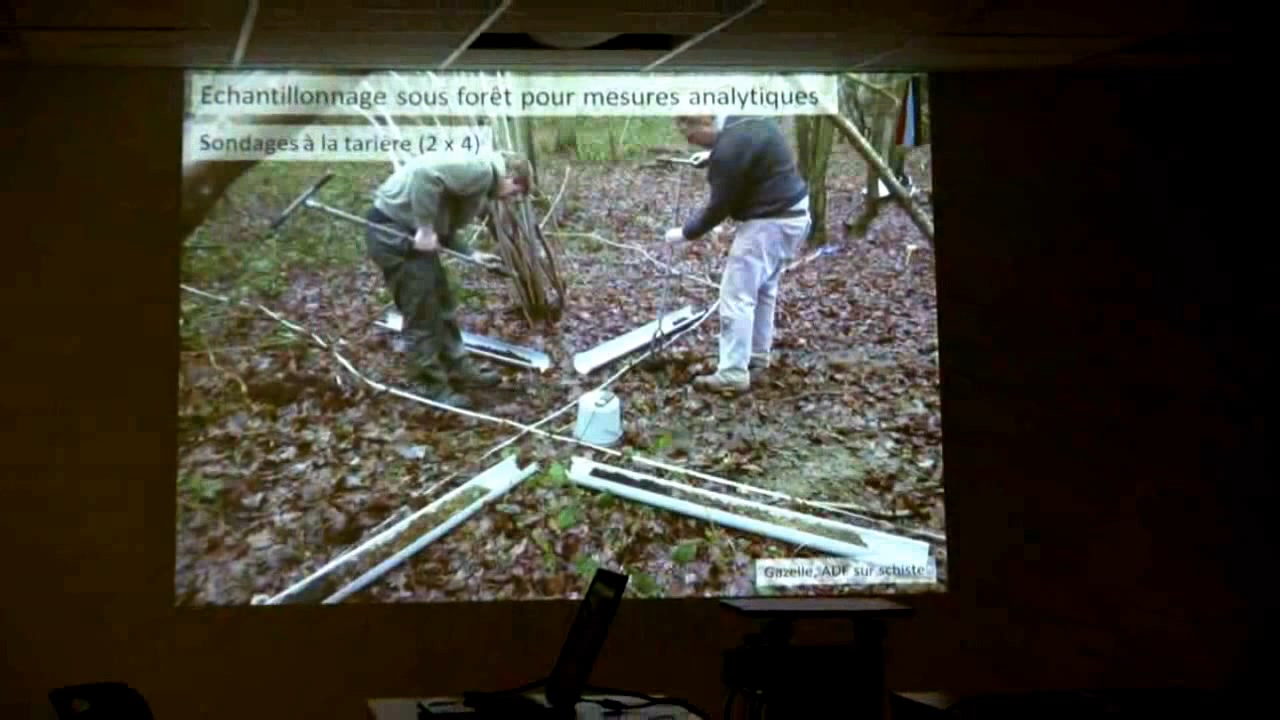 Echantillonnage sous forêt pour mesures analytiques
Sondages à la tarière (2 x 4)
Gazelle, ADF sur schiste